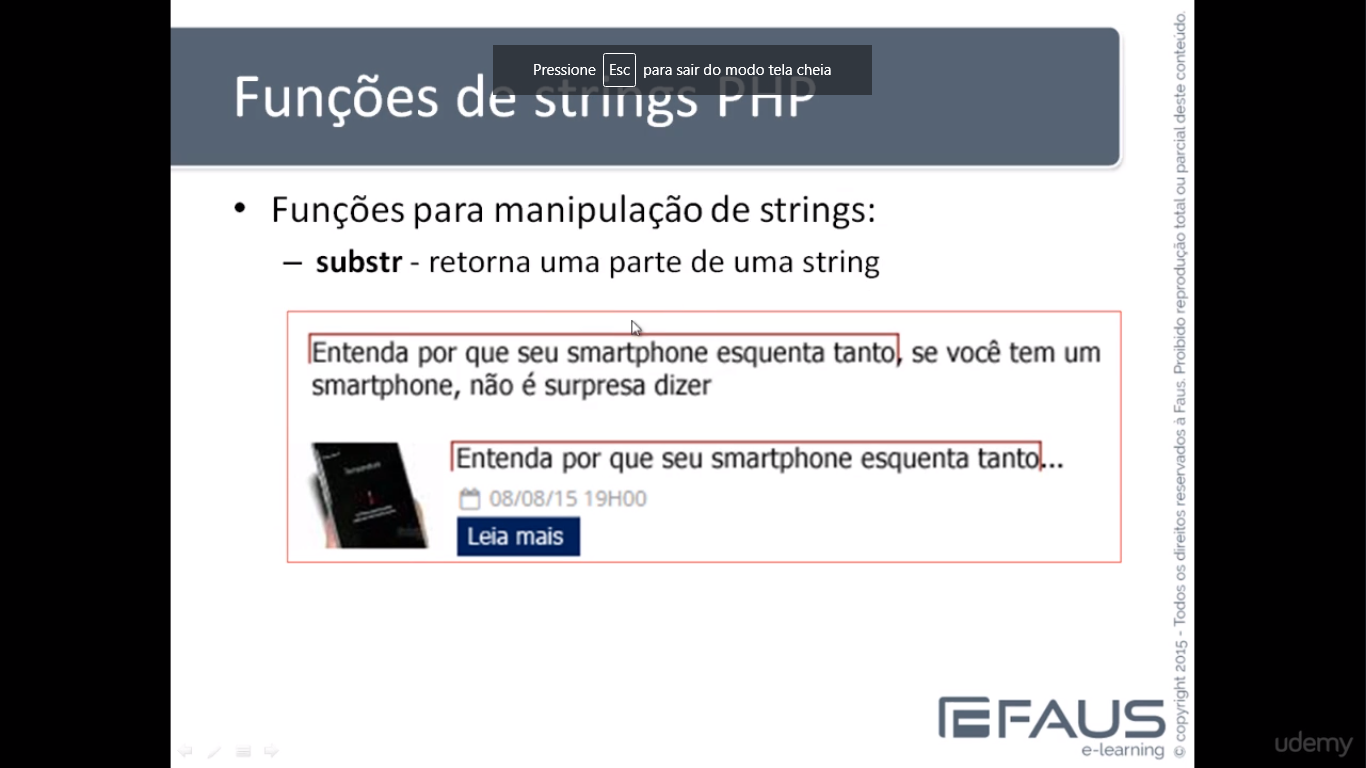 Pressione Esc para sair do modo tela cheia
Funções de strings PHP
• Funções para manipulação de strings:
– substr - retorna uma parte de uma string
Entenda por que seu smartphone esquenta tanto, se você tem um
smartphone, não é surpresa dizer
Entenda por que seu smartphone esquenta tanto...
08/08/15 19H00
Leia mais
FAUS
e-learning
© copyright 2015 - Todos os direitos reservados à Faus. Proibido reprodução total ou parcial deste conteúdo.
udemy